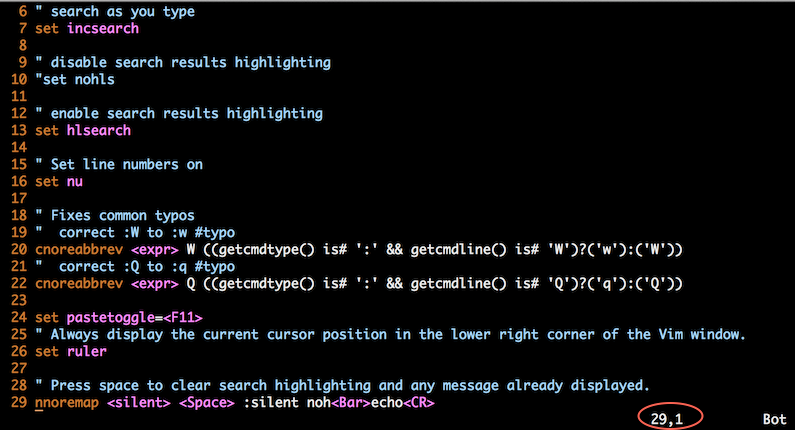 6 " search as you type
7 set incsearch
8
9 " disable search results highlighting
10 "set nohls
11
12 " enable search results highlighting
13 set hlsearch
14
15 " Set line numbers on
16 set nu
17
18 " Fixes common typos
19 "  correct :W to :w #typo
20 cnoreabbrev <expr> W ((getcmdtype() is# ':' && getcmdline() is# 'W')?('w'):('W'))
21 "  correct :Q to :q #typo
22 cnoreabbrev <expr> Q ((getcmdtype() is# ':' && getcmdline() is# 'Q')?('q'):('Q'))
23
24 set pastetoggle=<F11>
25 " Always display the current cursor position in the lower right corner of the Vim window.
26 set ruler
27
28 " Press space to clear search highlighting and any message already displayed.
29 nnoremap <silent> <Space> :silent noh<Bar>echo<CR>
29,1 Bot